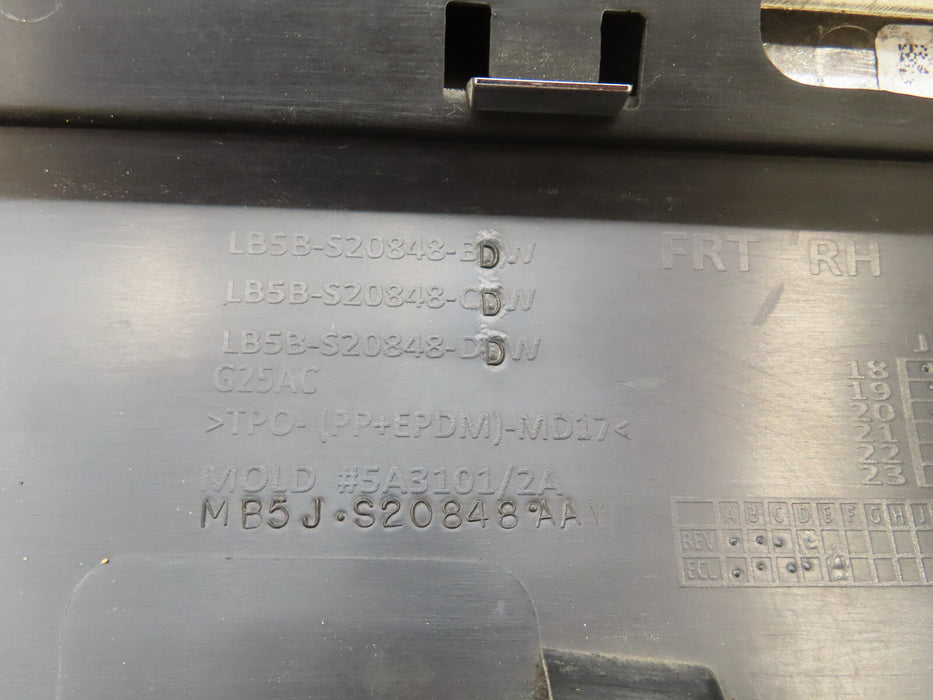 LB5B-S20848-BDW
FRT RH
LB5B-S20848-CDW
LB5B-S20848-DDW
G25AC
>TPO- (PP+EPDM)-MD17<
MOLD #5A3101/2A
MB5J·S20848·AA
J
18
19
20
21
22
23
A B C D E F G H J
REV
ECL